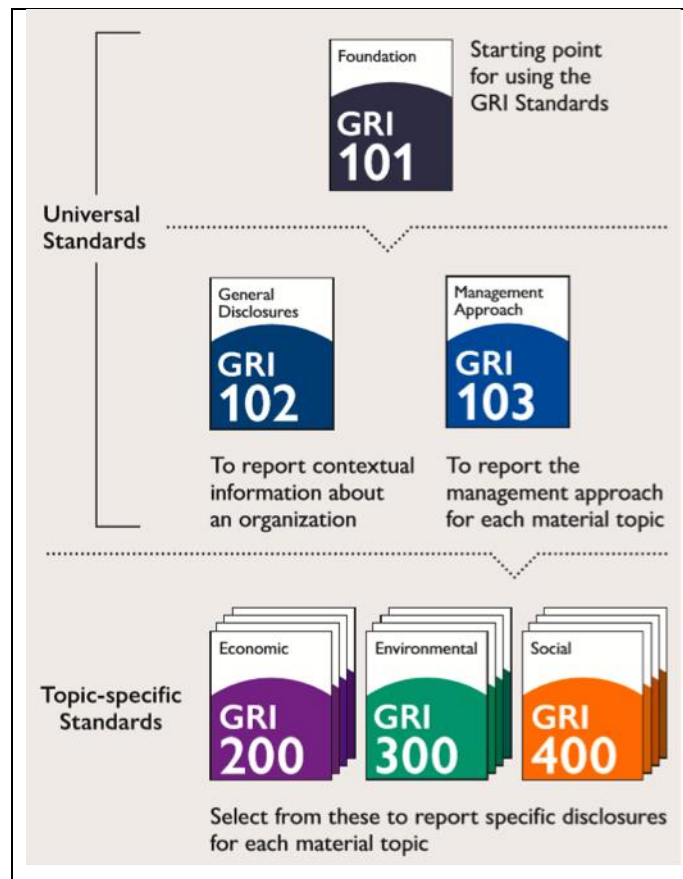 Foundation
GRI
101
Starting point
for using the
GRI Standards
Universal
Standards
General
Disclosures
GRI
102
Management
Approach
GRI
103
To report contextual
information about
an organization
To report the
management approach
for each material topic
Topic-specific
Standards
Economic
GRI
200
Environmental
GRI
300
Social
GRI
400
Select from these to report specific disclosures
for each material topic